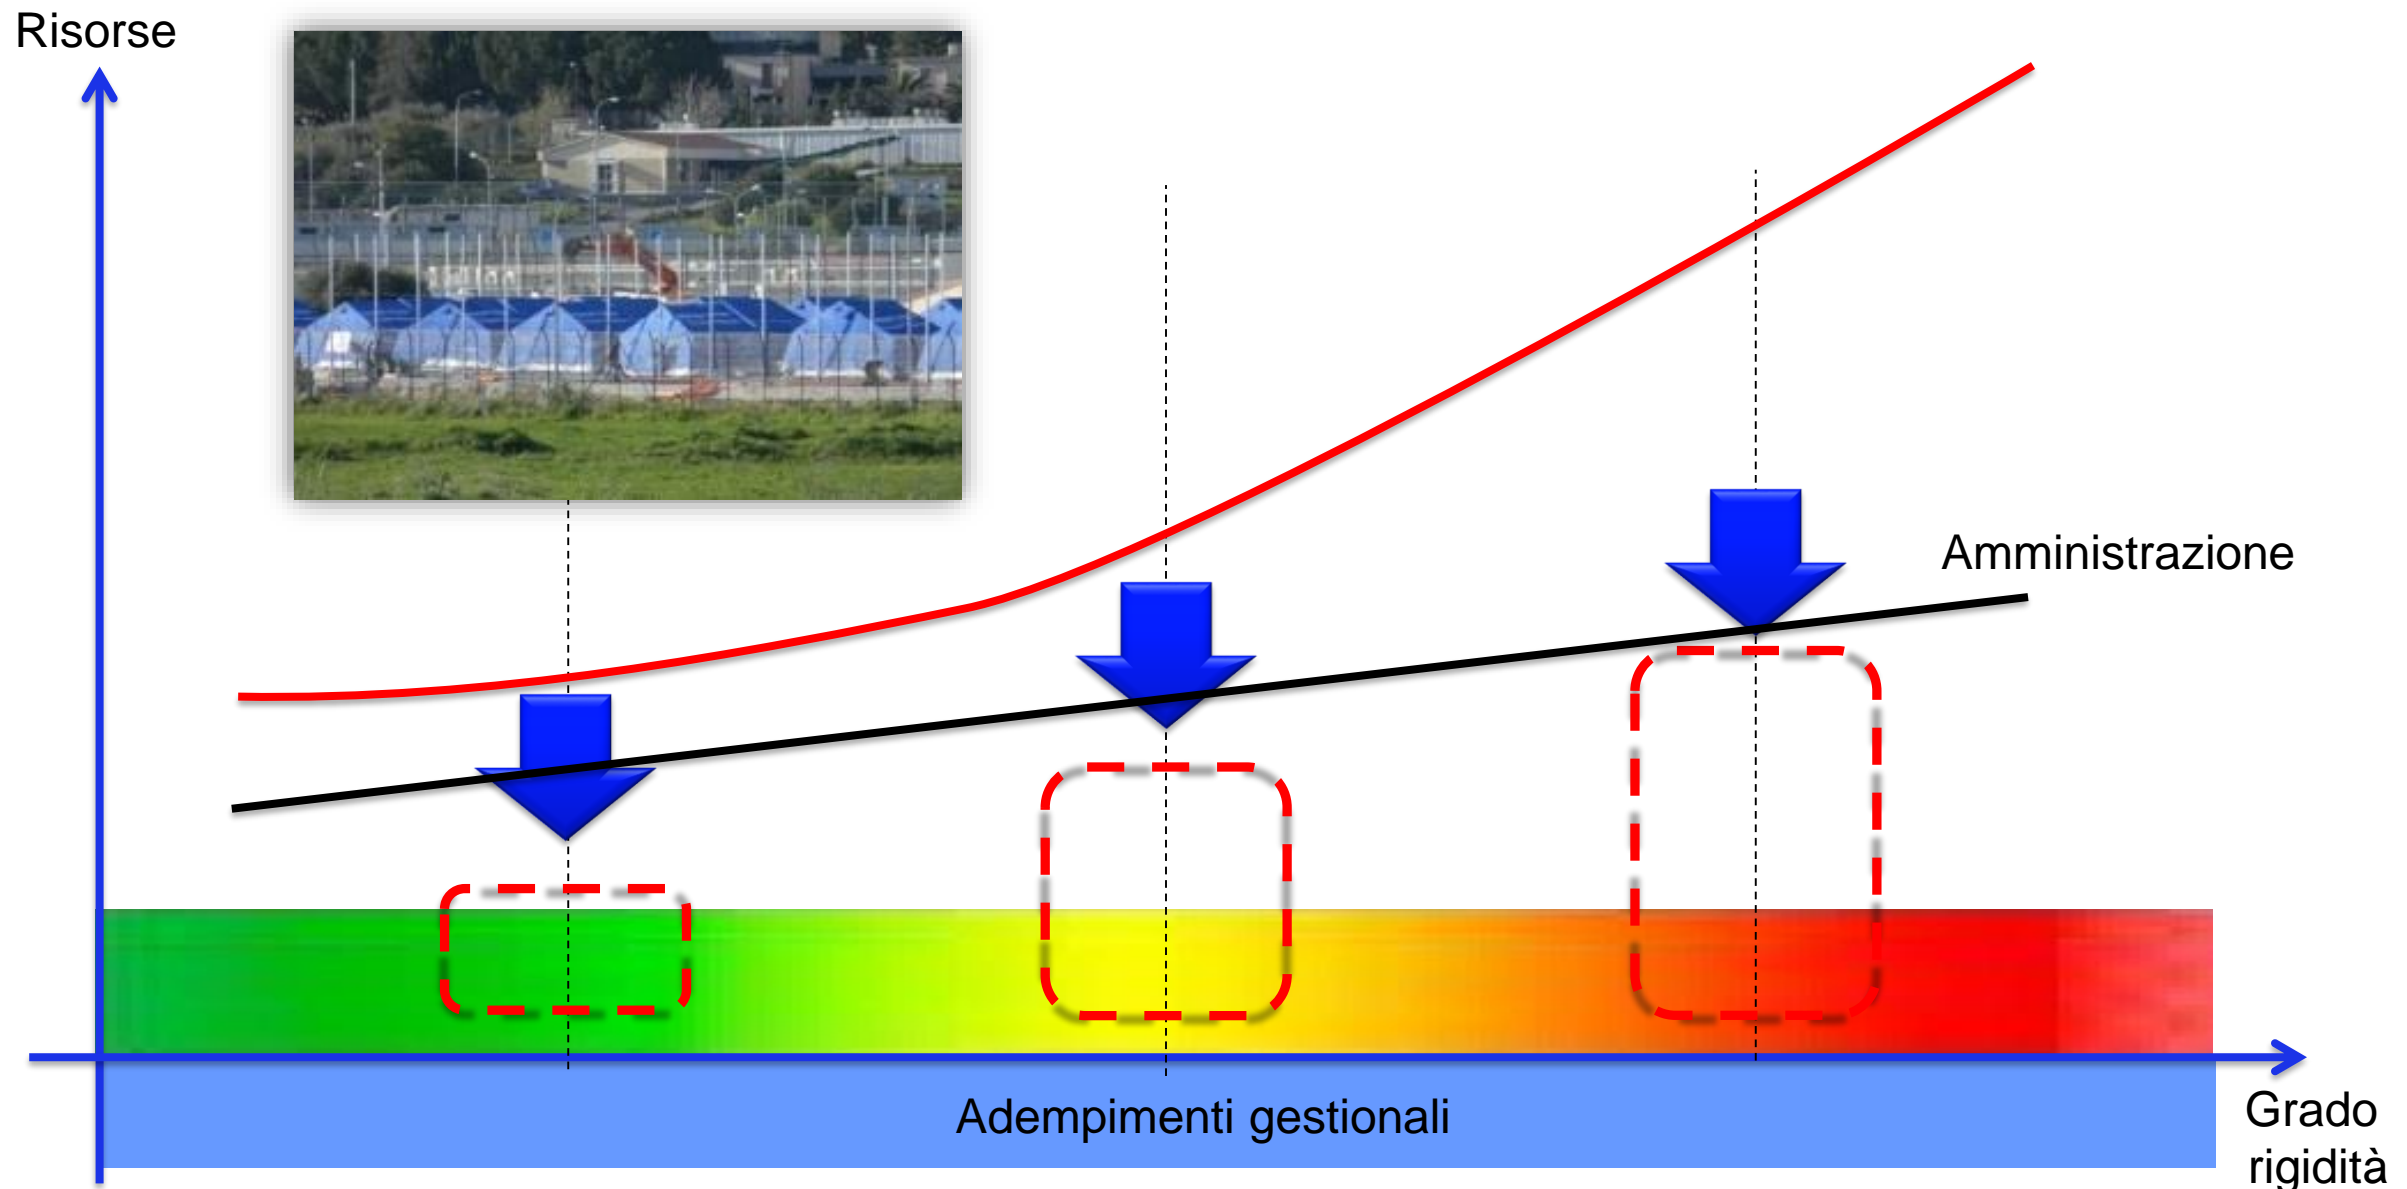 Risorse
Amministrazione
Adempimenti gestionali
Grado
rigidità